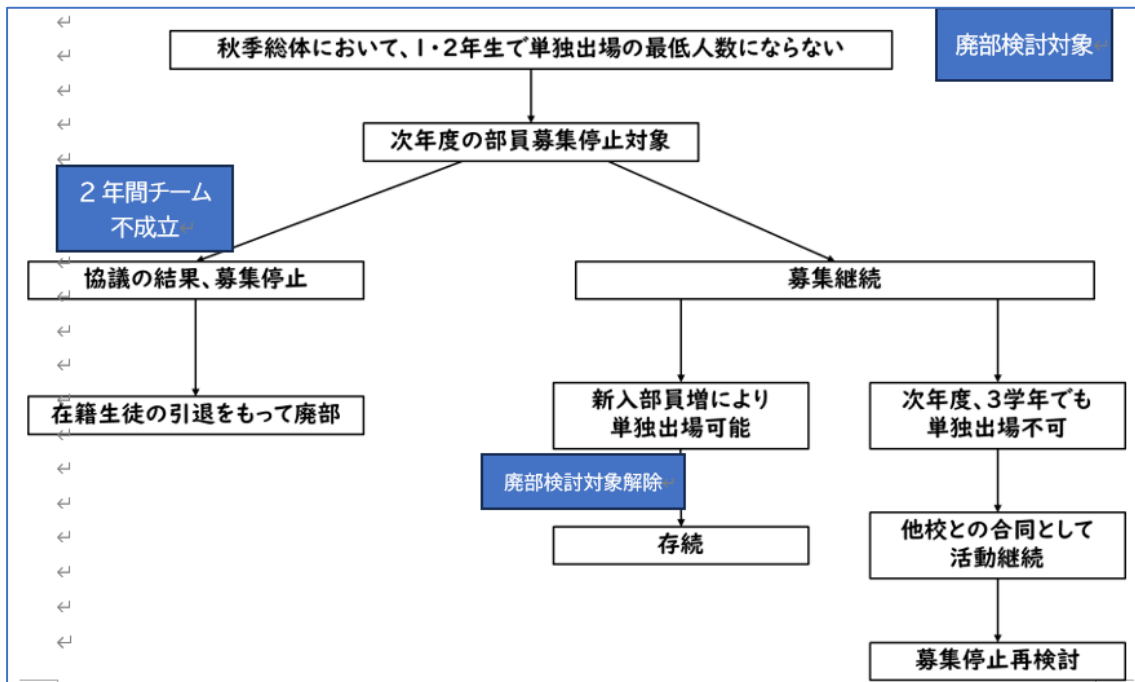 秋季総体において、1・2年生で単独出場の最低人数にならない
廃部検討対象
次年度の部員募集停止対象
2年間チーム
不成立
協議の結果、募集停止
募集継続
在籍生徒の引退をもって廃部
新入部員増により
単独出場可能
次年度、3学年でも
単独出場不可
廃部検討対象解除
存続
他校との合同として
活動継続
募集停止再検討